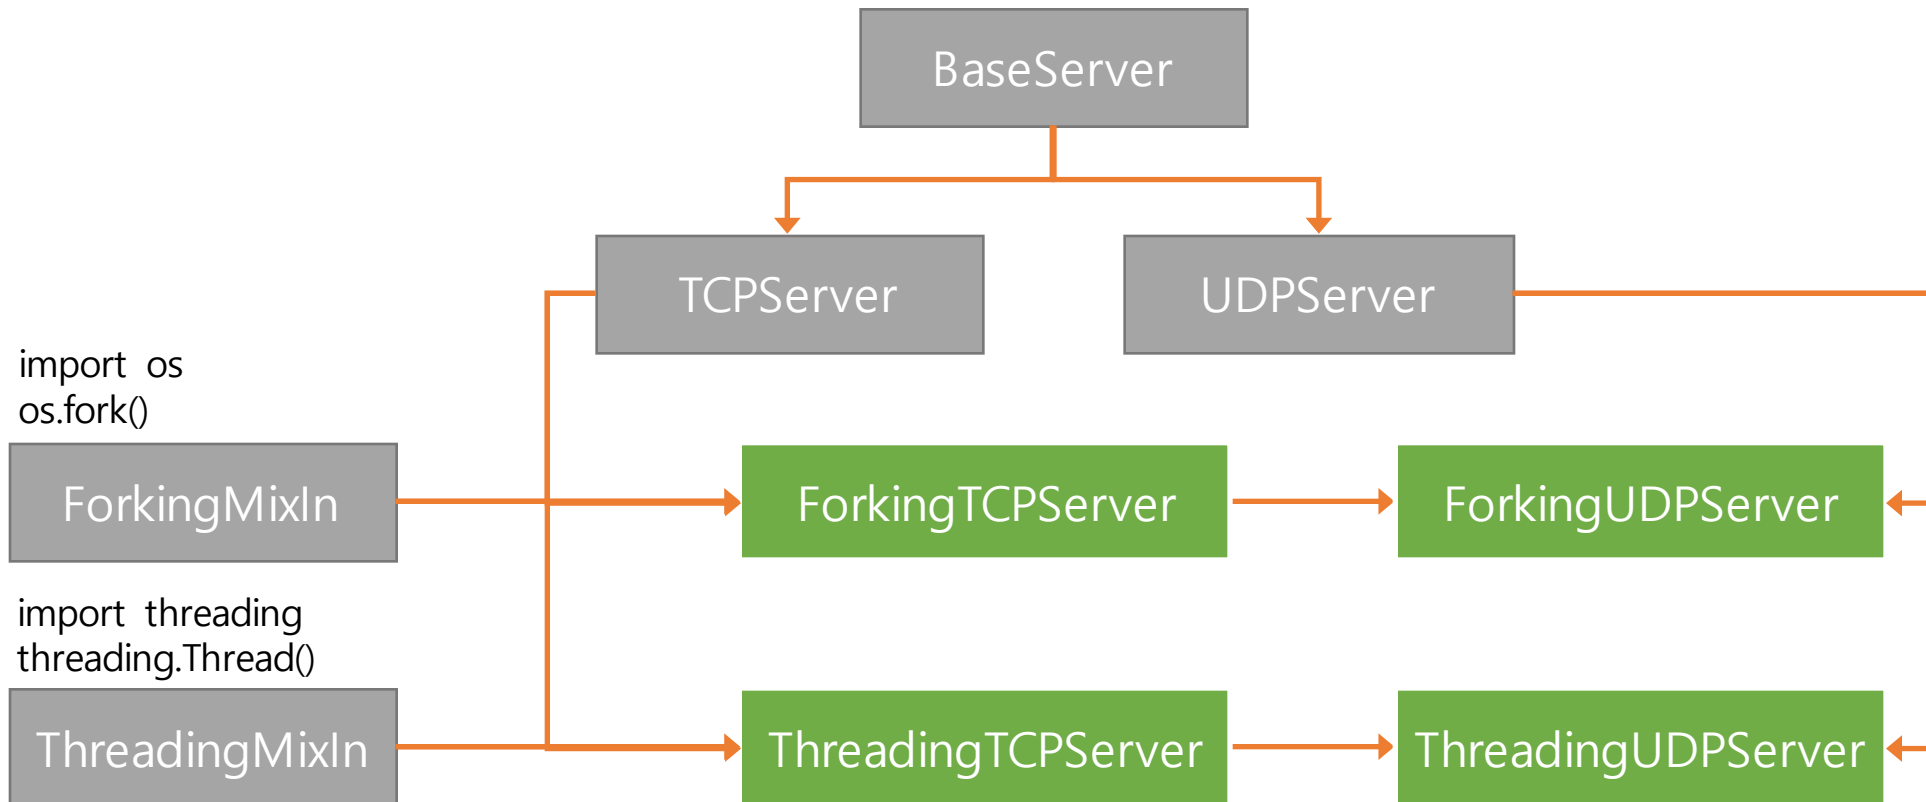 BaseServer
TCPServer
UDPServer
import os
os.fork()
ForkingMixIn
ForkingTCPServer
ForkingUDPServer
import threading
threading.Thread()
ThreadingMixIn
ThreadingTCPServer
ThreadingUDPServer